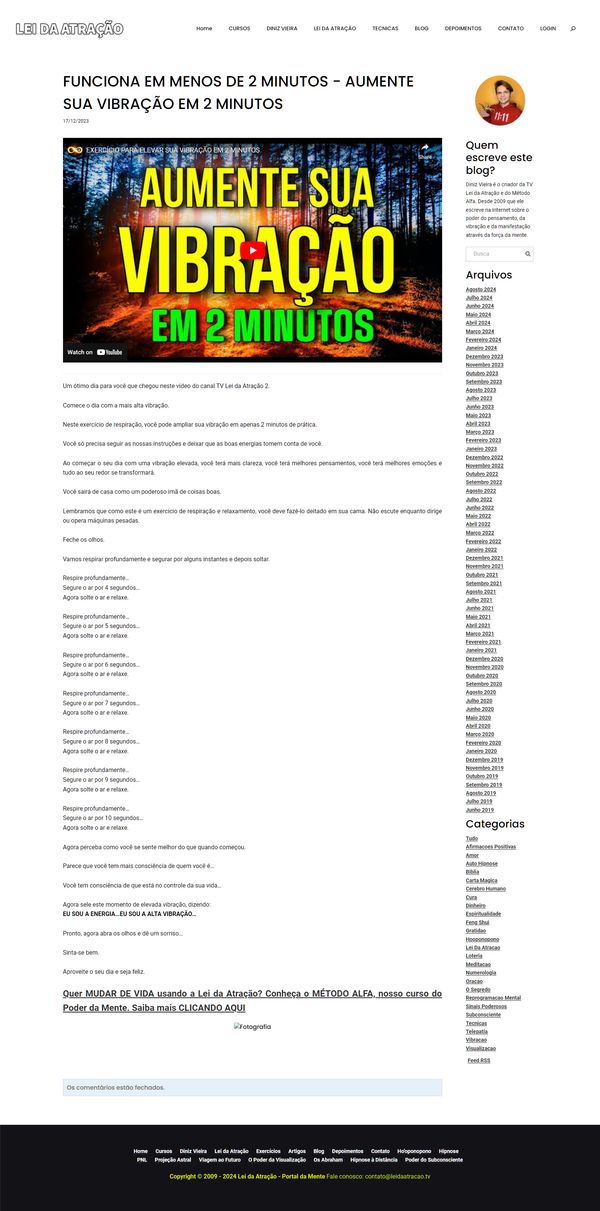 LEI DA ATRAÇÃO
Home CURSOS DINIZ VIEIRA LEI DA ATRAÇÃO TECNICAS BLOG DEPOIMENTOS CONTATO LOGIN
FUNCIONA EM MENOS DE 2 MINUTOS - AUMENTE
SUA VIBRAÇÃO EM 2 MINUTOS
17/12/2023
EXERCÍCIO PARA ELEVAR SUA VIBRAÇÃO EM 2 MINUTOS
Share
AUMENTE SUA
VIBRAÇÃO
EM 2 MINUTOS
Watch on YouTube
Um ótimo dia para você que chegou neste vídeo do canal TV Lei da Atração 2.
Comece o dia com a mais alta vibração.
Neste exercício de respiração, você pode ampliar sua vibração em apenas 2 minutos de prática.
Você só precisa seguir as nossas instruções e deixar que as boas energias tomem conta de você.
Ao começar o seu dia com uma vibração elevada, você terá mais clareza, você terá melhores pensamentos, você terá melhores emoções e
tudo ao seu redor se transformará.
Você sairá de casa como um poderoso imã de coisas boas.
Lembramos que como este é um exercício de respiração e relaxamento, você deve fazê-lo deitado em sua cama. Não escute enquanto dirige
ou opera máquinas pesadas.
Feche os olhos.
Vamos respirar profundamente e segurar por alguns instantes e depois soltar.
Respire profundamente…
Segure o ar por 4 segundos…
Agora solte o ar e relaxe.
Respire profundamente…
Segure o ar por 5 segundos…
Agora solte o ar e relaxe.
Respire profundamente…
Segure o ar por 6 segundos…
Agora solte o ar e relaxe.
Respire profundamente…
Segure o ar por 7 segundos…
Agora solte o ar e relaxe.
Respire profundamente…
Segure o ar por 8 segundos…
Agora solte o ar e relaxe.
Respire profundamente…
Segure o ar por 9 segundos…
Agora solte o ar e relaxe.
Respire profundamente…
Segure o ar por 10 segundos…
Agora solte o ar e relaxe.
Agora perceba como você se sente melhor do que quando começou.
Parece que você tem mais consciência de quem você é…
Você tem consciência de que está no controle da sua vida…
Agora sele este momento de elevada vibração, dizendo:
EU SOU A ENERGIA…EU SOU A ALTA VIBRAÇÃO…
Pronto, agora abra os olhos e dê um sorriso…
Sinta-se bem.
Aproveite o seu dia e seja feliz.
Quer MUDAR DE VIDA usando a Lei da Atração? Conheça o MÉTODO ALFA, nosso curso do
Poder da Mente. Saiba mais CLICANDO AQUI
Fotografia
Os comentários estão fechados.
11:11
Quem
escreve este
blog?
Diniz Vieira é o criador da TV
Lei da Atração e do Método
Alfa. Desde 2009 que ele
escreve na internet sobre o
poder do pensamento, da
vibração e da manifestação
através da força da mente.
Busca
Arquivos
Agosto 2024
Julho 2024
Junho 2024
Maio 2024
Abril 2024
Março 2024
Fevereiro 2024
Janeiro 2024
Dezembro 2023
Novembro 2023
Outubro 2023
Setembro 2023
Agosto 2023
Julho 2023
Junho 2023
Maio 2023
Abril 2023
Março 2023
Fevereiro 2023
Janeiro 2023
Dezembro 2022
Novembro 2022
Outubro 2022
Setembro 2022
Agosto 2022
Julho 2022
Junho 2022
Maio 2022
Abril 2022
Março 2022
Fevereiro 2022
Janeiro 2022
Dezembro 2021
Novembro 2021
Outubro 2021
Setembro 2021
Agosto 2021
Julho 2021
Junho 2021
Maio 2021
Abril 2021
Março 2021
Fevereiro 2021
Janeiro 2021
Dezembro 2020
Novembro 2020
Outubro 2020
Setembro 2020
Agosto 2020
Julho 2020
Junho 2020
Maio 2020
Abril 2020
Março 2020
Fevereiro 2020
Janeiro 2020
Dezembro 2019
Novembro 2019
Outubro 2019
Setembro 2019
Agosto 2019
Julho 2019
Junho 2019
Categorias
Tudo
Afirmacoes Positivas
Amor
Auto Hipnose
Biblia
Carta Magica
Cerebro Humano
Cura
Dinheiro
Espiritualidade
Feng Shui
Gratidao
Hooponopono
Lei Da Atracao
Loteria
Meditacao
Numerologia
Oracao
O Segredo
Reprogramacao Mental
Sinais Poderosos
Subconsciente
Tecnicas
Telepatia
Vibracao
Visualizacao
Feed RSS
Home Cursos Diniz Vieira Lei da Atração Exercícios Artigos Blog Depoimentos Contato Ho'oponopono Hipnose
PNL Projeção Astral Viagem ao Futuro O Poder da Visualização Os Abraham Hipnose à Distância Poder do Subconsciente
Copyright © 2009 - 2024 Lei da Atração - Portal da Mente Fale conosco: contato@leidaatracao.tv